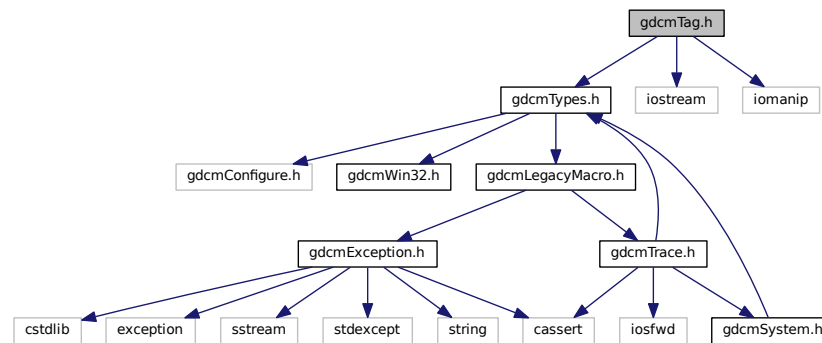 gdcmTag.h
gdcmTypes.h
iostream
iomanip
gdcmConfigure.h
gdcmWin32.h
gdcmLegacyMacro.h
gdcmException.h
gdcmTrace.h
cstdlib
exception
sstream
stdexcept
string
cassert
iosfwd
gdcmSystem.h